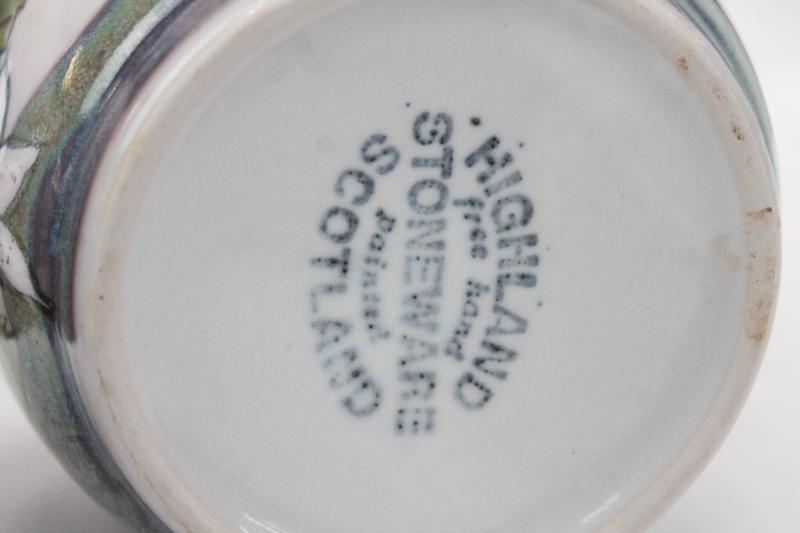 HIGHLAND
free hand
STONEWARE
painted
SCOTLAND